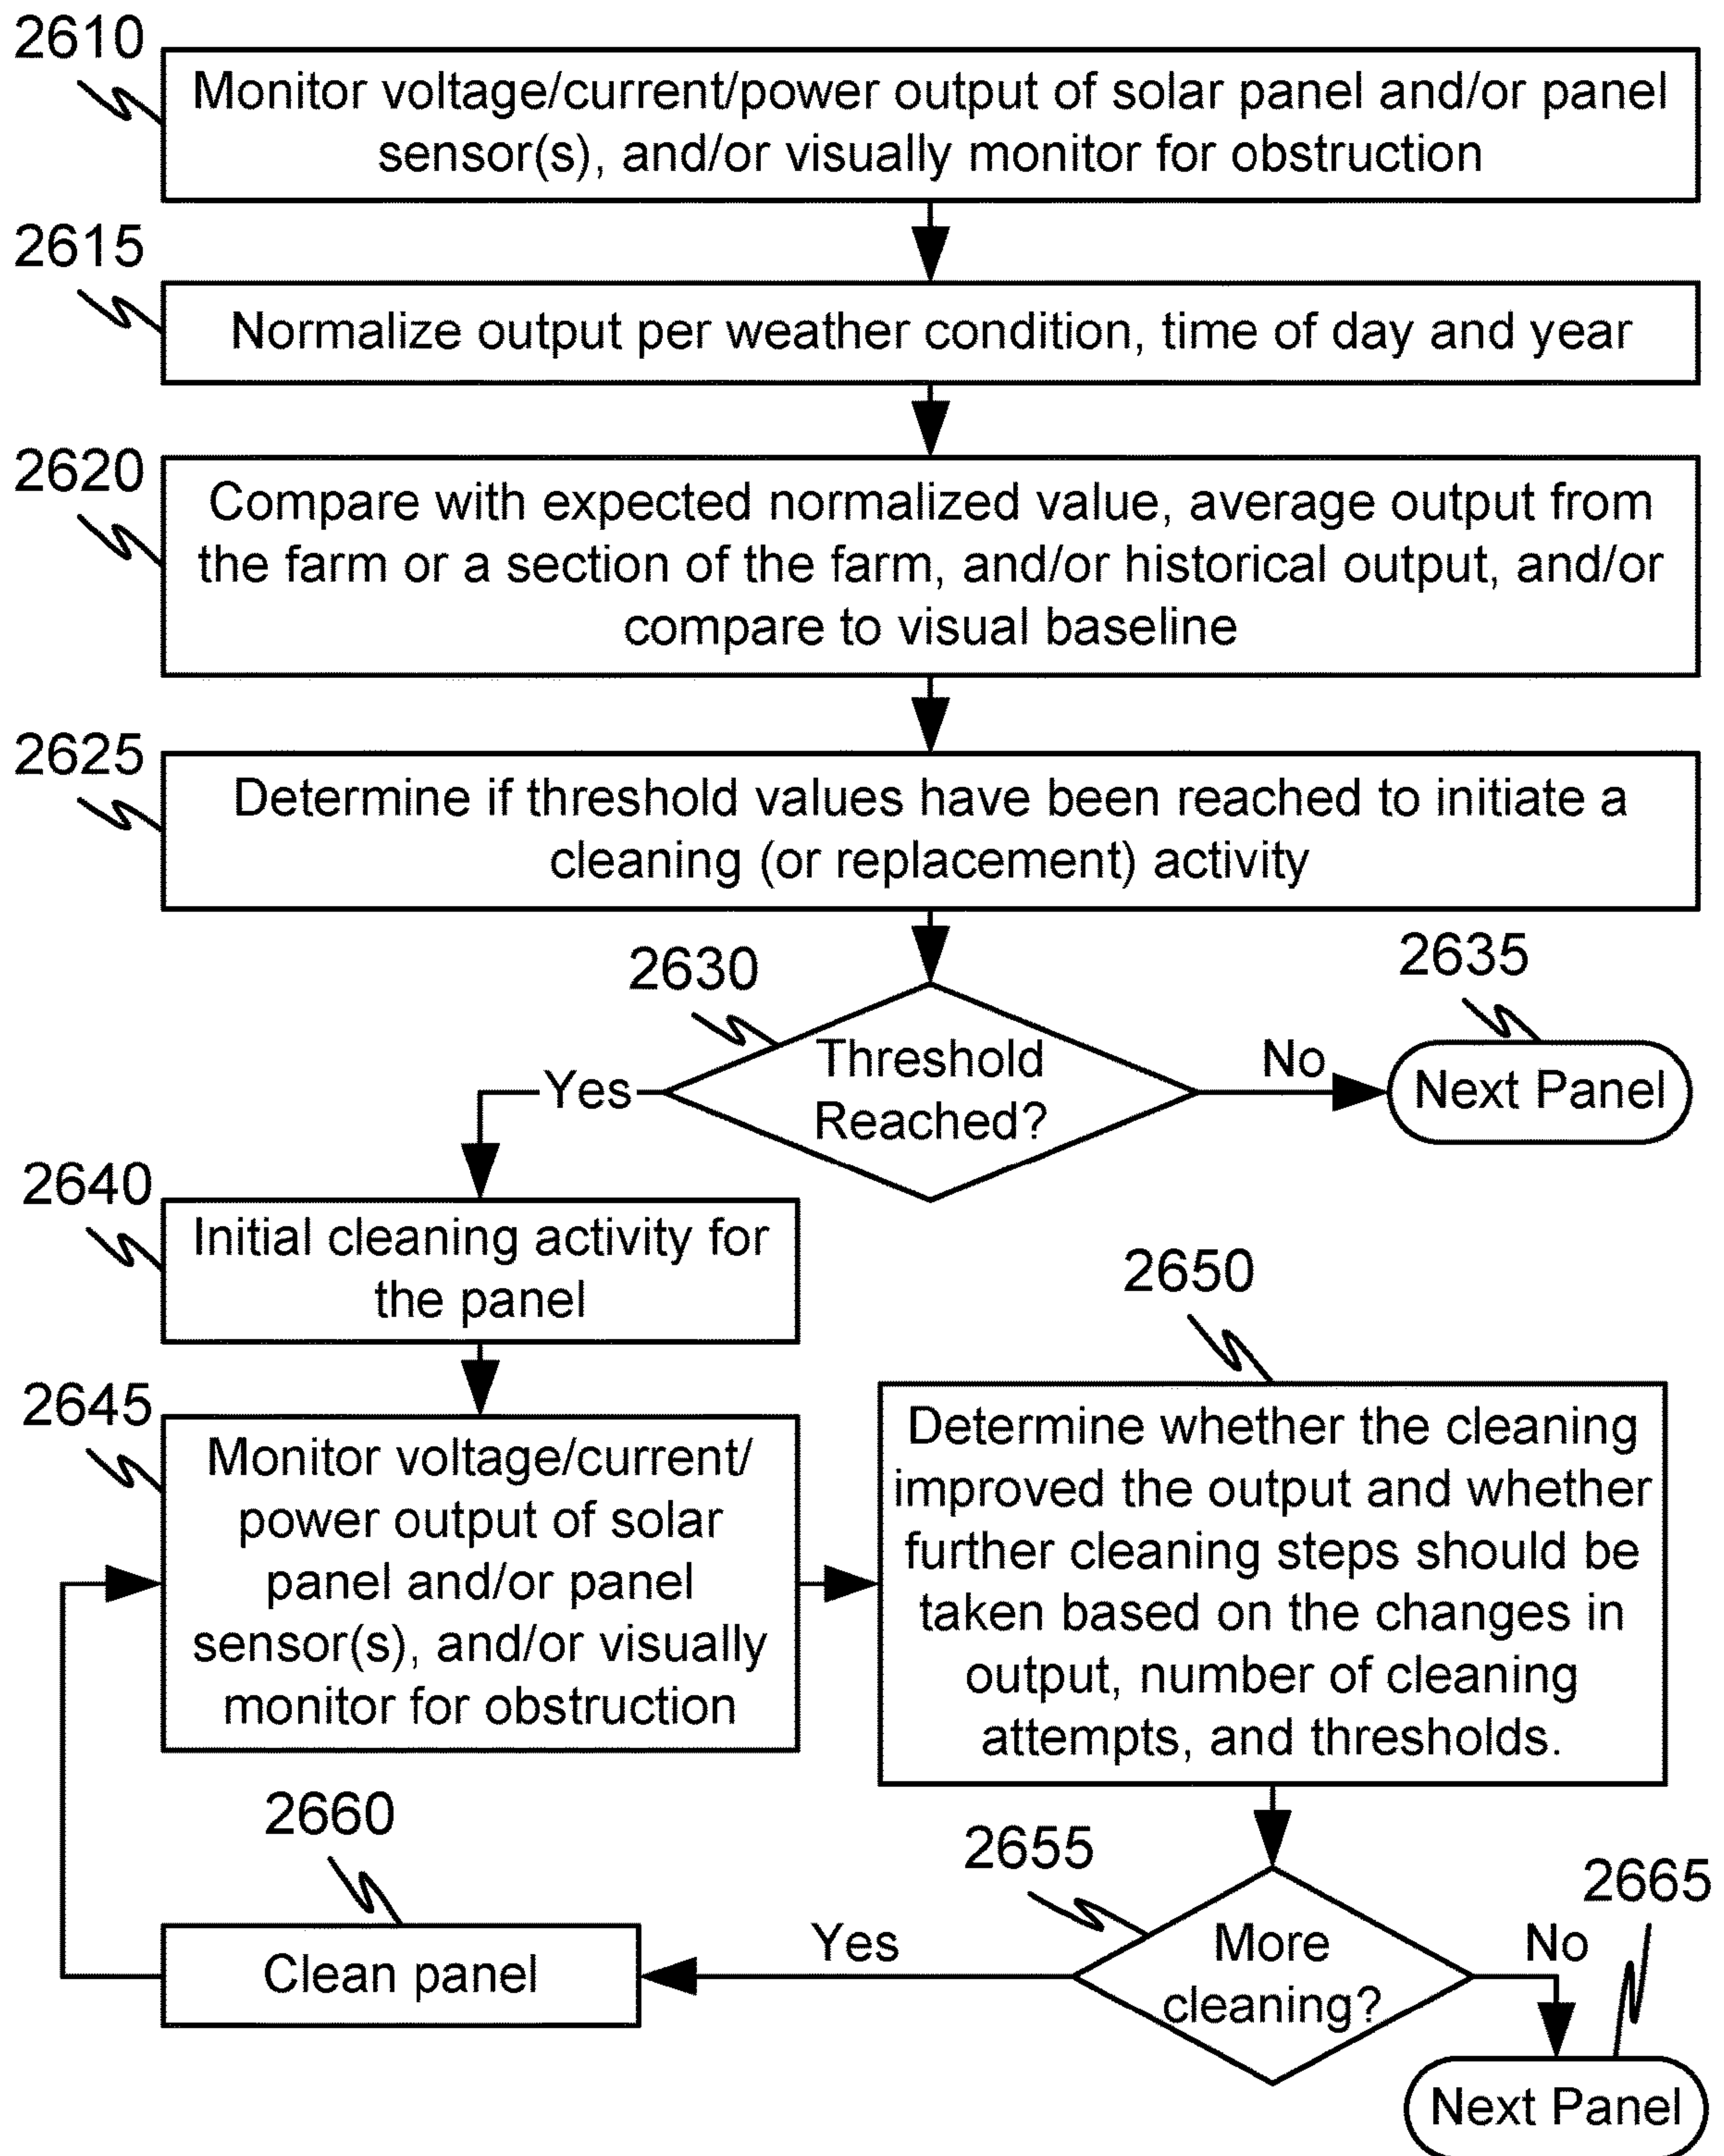 2610
Monitor voltage/current/power output of solar panel and/or panel
sensor(s), and/or visually monitor for obstruction
2615
Normalize output per weather condition, time of day and year
2620
Compare with expected normalized value, average output from
the farm or a section of the farm, and/or historical output, and/or
compare to visual baseline
2625
Determine if threshold values have been reached to initiate a
cleaning (or replacement) activity
2630
Threshold
Reached?
Yes
No
2635
Next Panel
2640
Initial cleaning activity for
the panel
2645
Monitor voltage/current/
power output of solar
panel and/or panel
sensor(s), and/or visually
monitor for obstruction
2650
Determine whether the cleaning
improved the output and whether
further cleaning steps should be
taken based on the changes in
output, number of cleaning
attempts, and thresholds.
2655
More
cleaning?
Yes
No
2660
Clean panel
2665
Next Panel